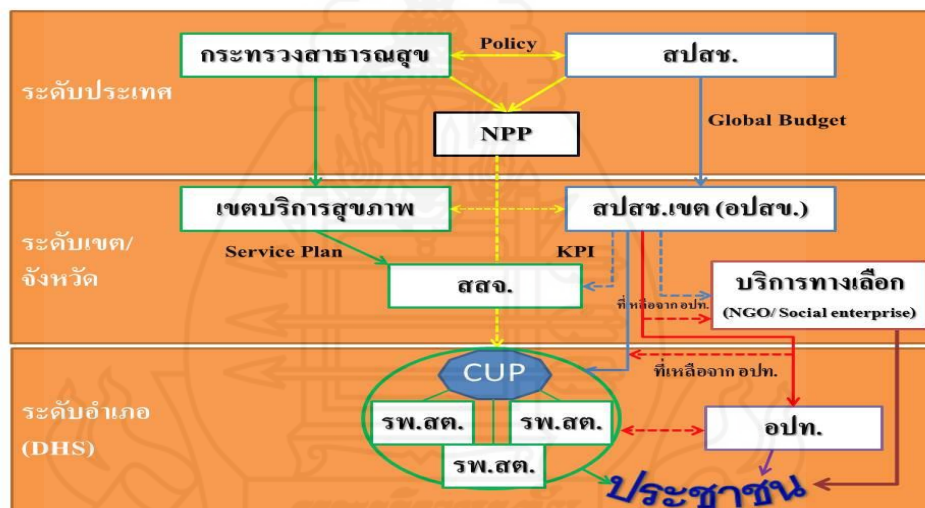 กระทรวงสาธารณสุข
Policy
สปสช.
ระดับประเทศ
NPP
Global Budget
เขตบริการสุขภาพ
สปสช.เขต (อปสข.)
ระดับเขต/
จังหวัด
Service Plan
KPI
สสจ.
บริการทางเลือก
(NGO/ Social enterprise)
ที่เหลือจาก อปท.
CUP
ที่เหลือจาก อปท.
ระดับอำเภอ
(DHS)
รพ.สต.
รพ.สต.
รพ.สต.
อปท.
ประชาชน